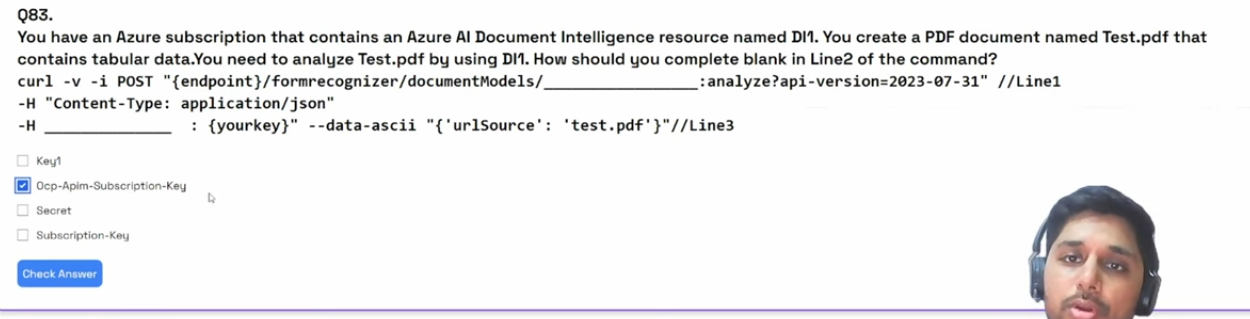 Q83.
You have an Azure subscription that contains an Azure AI Document Intelligence resource named DI1. You create a PDF document named Test.pdf that
contains tabular data.You need to analyze Test.pdf by using DI1. How should you complete blank in Line2 of the command?
curl -v -i POST "{endpoint}/formrecognizer/documentModels/________________:analyze?api-version=2023-07-31" //Line1
-H "Content-Type: application/json"
-H _____________ : {yourkey}" --data-ascii "{'urlSource': 'test.pdf'}"//Line3
Key1
Ocp-Apim-Subscription-Key
Secret
Subscription-Key
Check Answer